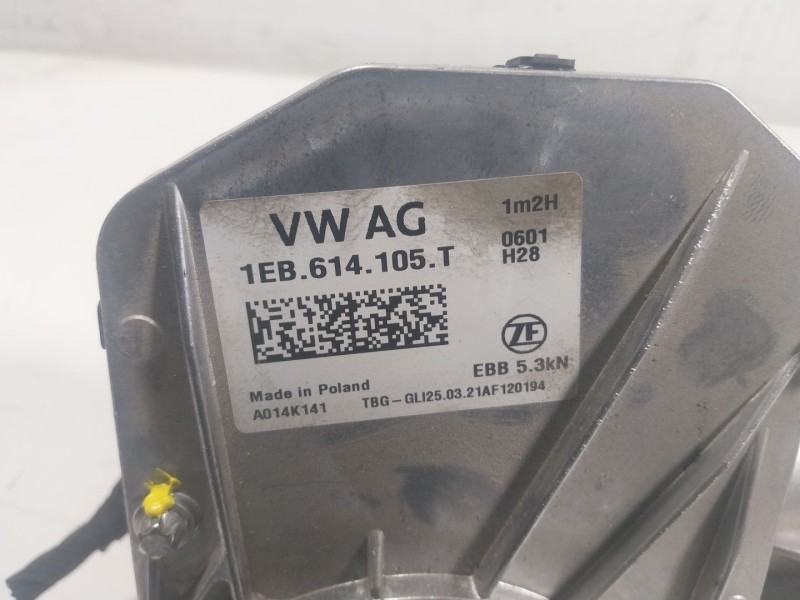 VW AG
1m2H
1EB.614.105.T
0601
H28
ZF
EBB 5.3kN
Made in Poland
A014K141
TBG-GLI25.03.21AF120194